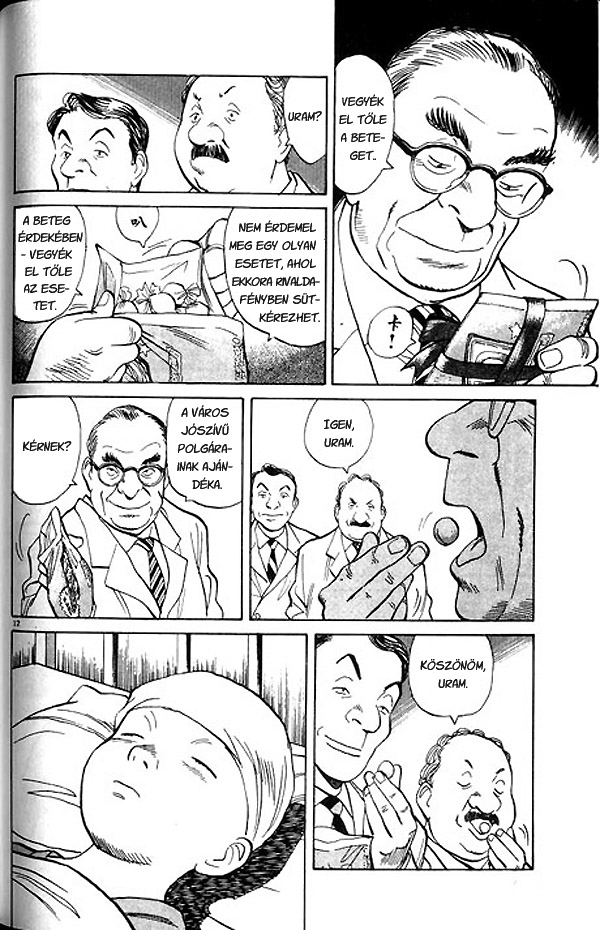 VEGYÉK
EL TŐLE
A BETE-
GET..
URAM?
NEM ÉRDEMEL
MEG EGY OLYAN
ESETET, AHOL
EKKORA RIVALDA-
FÉNYBEN SÜT-
KÉREZHET.
A BETEG
ÉRDEKÉBEN
- VEGYÉK
EL TŐLE
AZ ESE-
TET.
IGEN,
URAM.
A VÁROS
JÓSZÍVŰ
POLGÁRA-
INAK AJÁN-
DÉKA.
KÉRNEK?
KÖSZÖNÖM,
URAM.
12